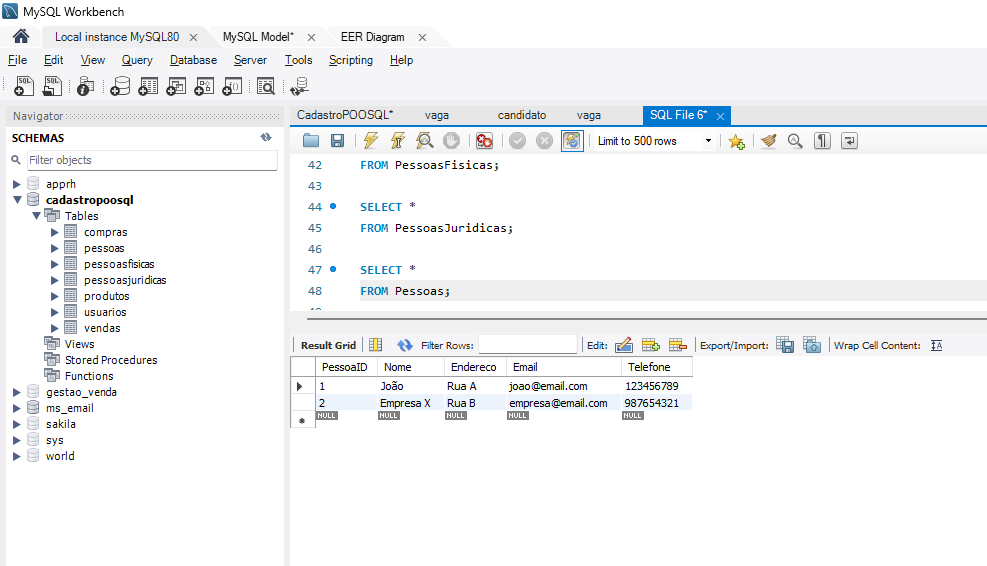 MySQL Workbench
Local instance MySQL80 MySQL Model* EER Diagram
File Edit View Query Database Server Tools Scripting Help
Navigator
SCHEMAS
Filter objects
apprh
cadastropoosql
Tables
compras
pessoas
pessoasfisicas
pessoasjuridicas
produtos
usuarios
vendas
Views
Stored Procedures
Functions
gestao_venda
ms_email
sakila
sys
world
CadastroPOOSQL* vaga candidato vaga SQL File 6*
Limit to 500 rows
42 FROM PessoasFisicas;
43
44 SELECT *
45 FROM PessoasJuridicas;
46
47 SELECT *
48 FROM Pessoas;
Result Grid Filter Rows: Edit: Export/Import: Wrap Cell Content:
PessoaID Nome Endereco Email Telefone
1 João Rua A joao@email.com 123456789
2 Empresa X Rua B empresa@email.com 987654321
NULL NULL NULL NULL NULL